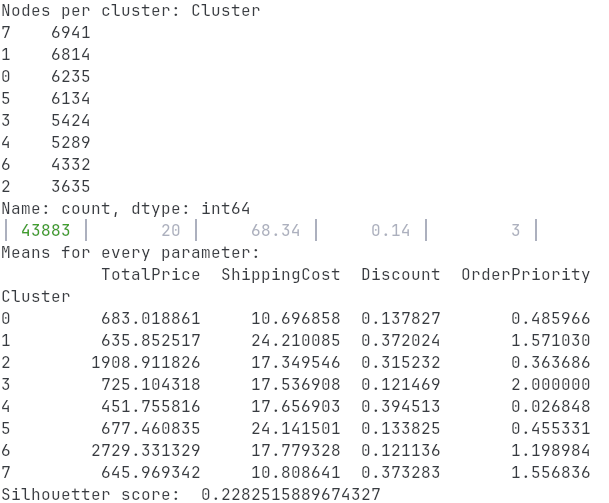 Nodes per cluster: Cluster
7    6941
1    6814
0    6235
5    6134
3    5424
4    5289
6    4332
2    3635
Name: count, dtype: int64
| 43883 |       20 |     68.34 |     0.14 |        3 |
Means for every parameter:
          TotalPrice  ShippingCost  Discount  OrderPriority
Cluster
0         683.018861     10.696858  0.137827       0.485966
1         635.852517     24.210085  0.372024       1.571030
2        1908.911826     17.349546  0.315232       0.363686
3         725.104318     17.536908  0.121469       2.000000
4         451.755816     17.656903  0.394513       0.026848
5         677.460835     24.141501  0.133825       0.455331
6        2729.331329     17.779328  0.121136       1.198984
7         645.969342     10.808641  0.373283       1.556836
Silhouetter score:  0.2282515889674327